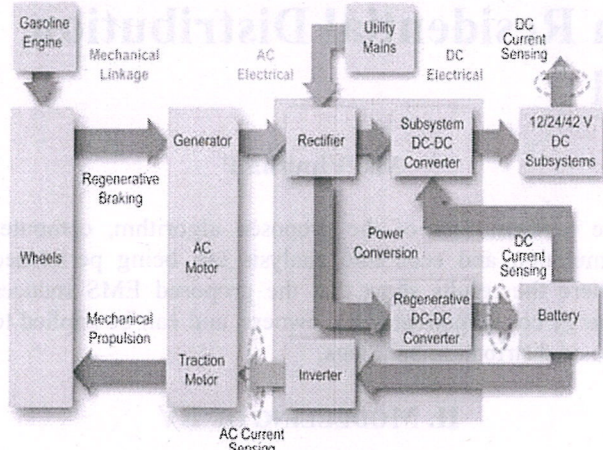 Gasoline
Engine
Mechanical
Linkage
AC
Electrical
Utility
Mains
DC
Electrical
DC
Current
Sensing
Generator
Rectifier
Subsystem
DC-DC
Converter
12/24/42 V
DC
Subsystems
Regenerative
Braking
Wheels
AC
Motor
Power
Conversion
DC
Current
Sensing
Mechanical
Propulsion
Traction
Motor
Inverter
Regenerative
DC-DC
Converter
Battery
AC Current
Sensing